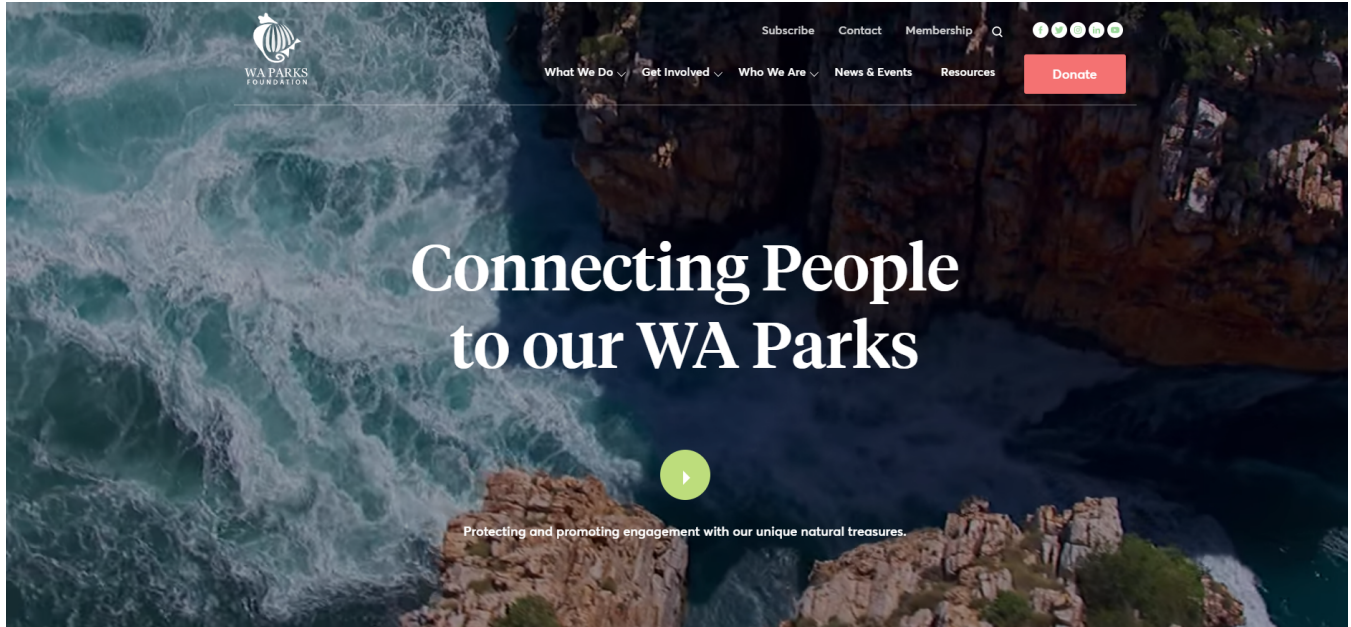 Subscribe Contact Membership
WA PARKS
FOUNDATION
What We Do Get Involved Who We Are News & Events Resources Donate
Connecting People
to our WA Parks
Protecting and promoting engagement with our unique natural treasures.